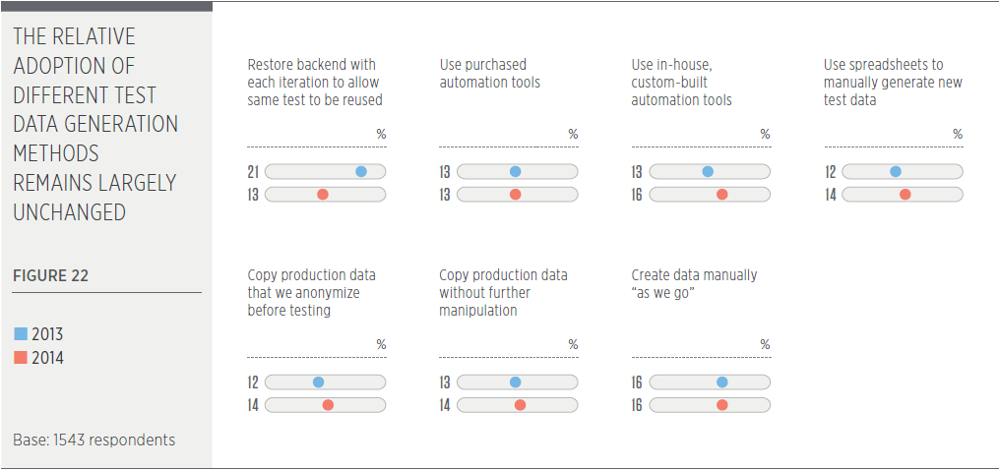 THE RELATIVE
ADOPTION OF
DIFFERENT TEST
DATA GENERATION
METHODS
REMAINS LARGELY
UNCHANGED
FIGURE 22
2013
2014
Base: 1543 respondents
Restore backend with
each iteration to allow
same test to be reused
%
21
13
Use purchased
automation tools
%
13
13
Use in-house,
custom-built
automation tools
%
13
16
Use spreadsheets to
manually generate new
test data
%
12
14
Copy production data
that we anonymize
before testing
%
12
14
Copy production data
without further
manipulation
%
13
14
Create data manually
“as we go”
%
16
16